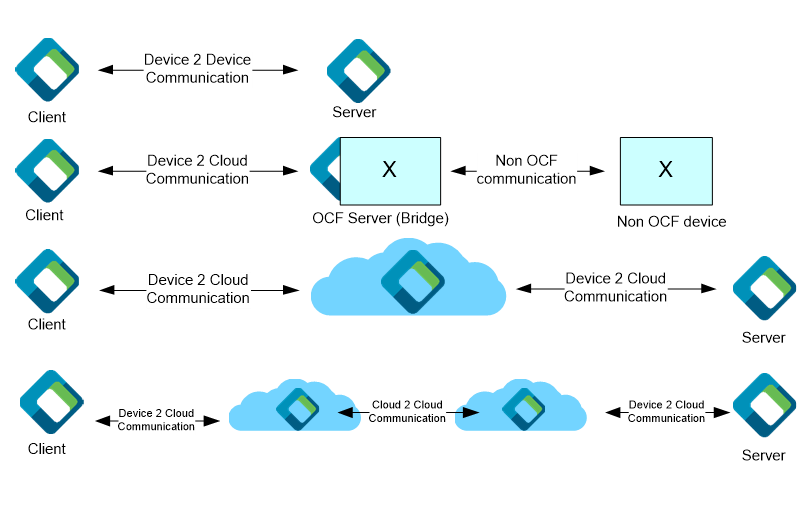 Device 2 Device
Communication
Client
Server
Device 2 Cloud
Communication
X
Non OCF
communication
X
Client
OCF Server (Bridge)
Non OCF device
Device 2 Cloud
Communication
Device 2 Cloud
Communication
Client
Server
Device 2 Cloud
Communication
Cloud 2 Cloud
Communication
Device 2 Cloud
Communication
Client
Server